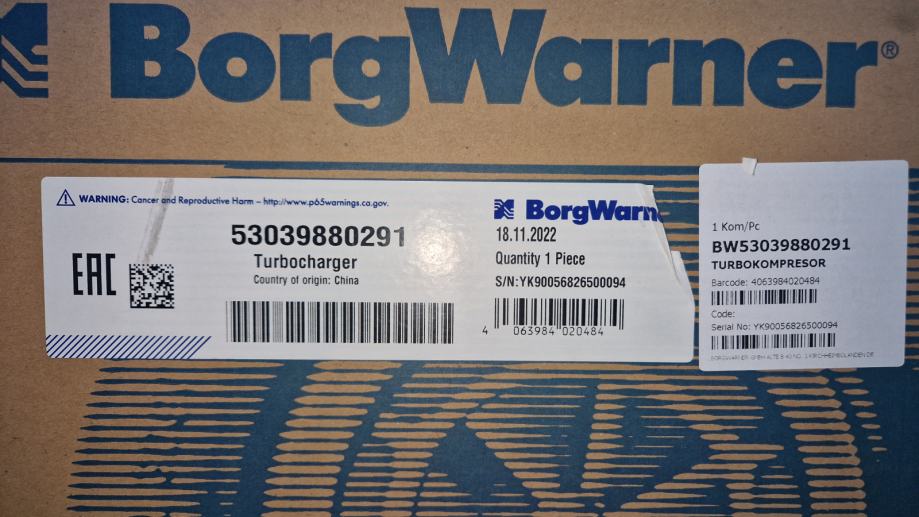 BorgWarner®
WARNING: Cancer and Reproductive Harm – http://www.p65warnings.ca.gov.
53039880291
Turbocharger
Country of origin: China
EAC
BorgWarn
18.11.2022
Quantity 1 Piece
S/N:YK90056826500094
4 063984 020484
1 Kom/Pc
BW53039880291
TURBOKOMPRESOR
Barcode: 4063984020484
Code:
Serial No: YK90056826500094